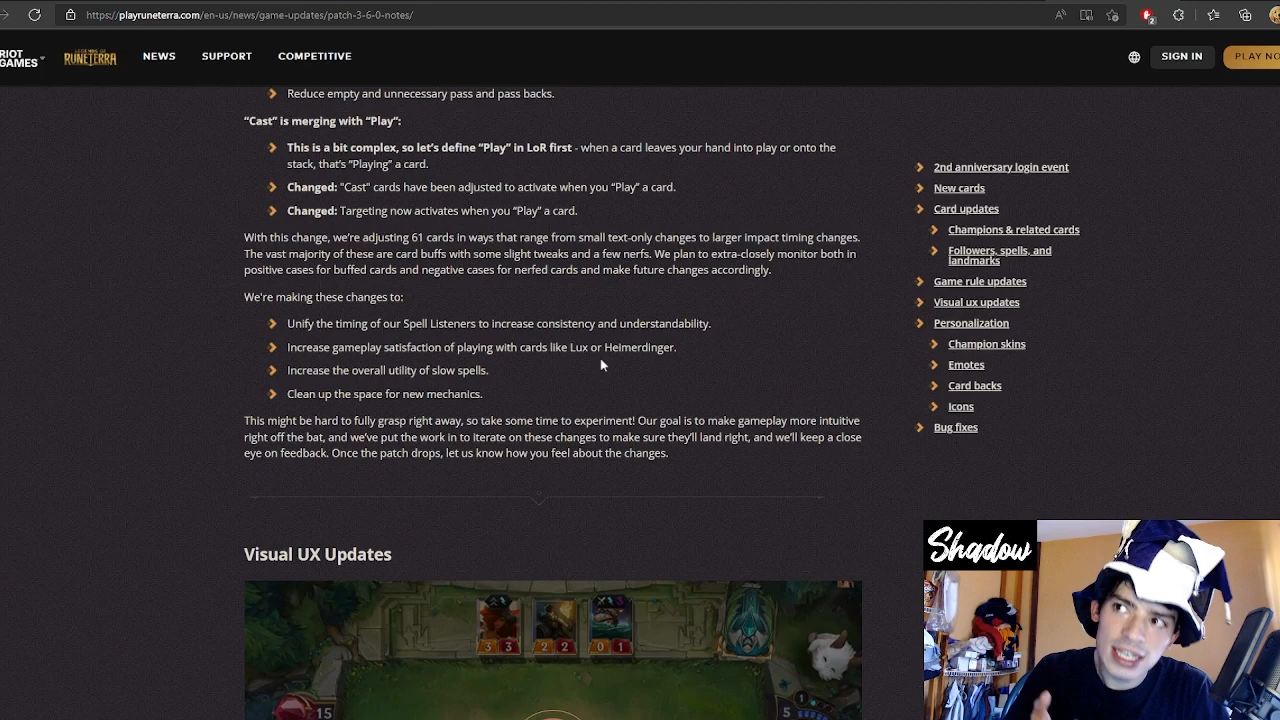 https://playruneterra.com/en-us/news/game-updates/patch-3-6-0-notes/
2
RIOT
GAMES
LEGENDS OF
RUNETERRA
NEWS
SUPPORT
COMPETITIVE
SIGN IN
PLAY NO
Reduce empty and unnecessary pass and pass backs.
“Cast” is merging with “Play”:
This is a bit complex, so let’s define “Play” in LoR first - when a card leaves your hand into play or onto the
stack, that’s “Playing” a card.
Changed: “Cast” cards have been adjusted to activate when you “Play” a card.
Changed: Targeting now activates when you “Play” a card.
With this change, we’re adjusting 61 cards in ways that range from small text-only changes to larger impact timing changes.
The vast majority of these are card buffs with some slight tweaks and a few nerfs. We plan to extra-closely monitor both in
positive cases for buffed cards and negative cases for nerfed cards and make future changes accordingly.
We're making these changes to:
Unify the timing of our Spell Listeners to increase consistency and understandability.
Increase gameplay satisfaction of playing with cards like Lux or Heimerdinger.
Increase the overall utility of slow spells.
Clean up the space for new mechanics.
This might be hard to fully grasp right away, so take some time to experiment! Our goal is to make gameplay more intuitive
right off the bat, and we’ve put the work in to iterate on these changes to make sure they’ll land right, and we’ll keep a close
eye on feedback. Once the patch drops, let us know how you feel about the changes.
Visual UX Updates
3 3
2 2
0 1
15
1
5
2nd anniversary login event
New cards
Card updates
Champions & related cards
Followers, spells, and
landmarks
Game rule updates
Visual ux updates
Personalization
Champion skins
Emotes
Card backs
Icons
Bug fixes
Shadow